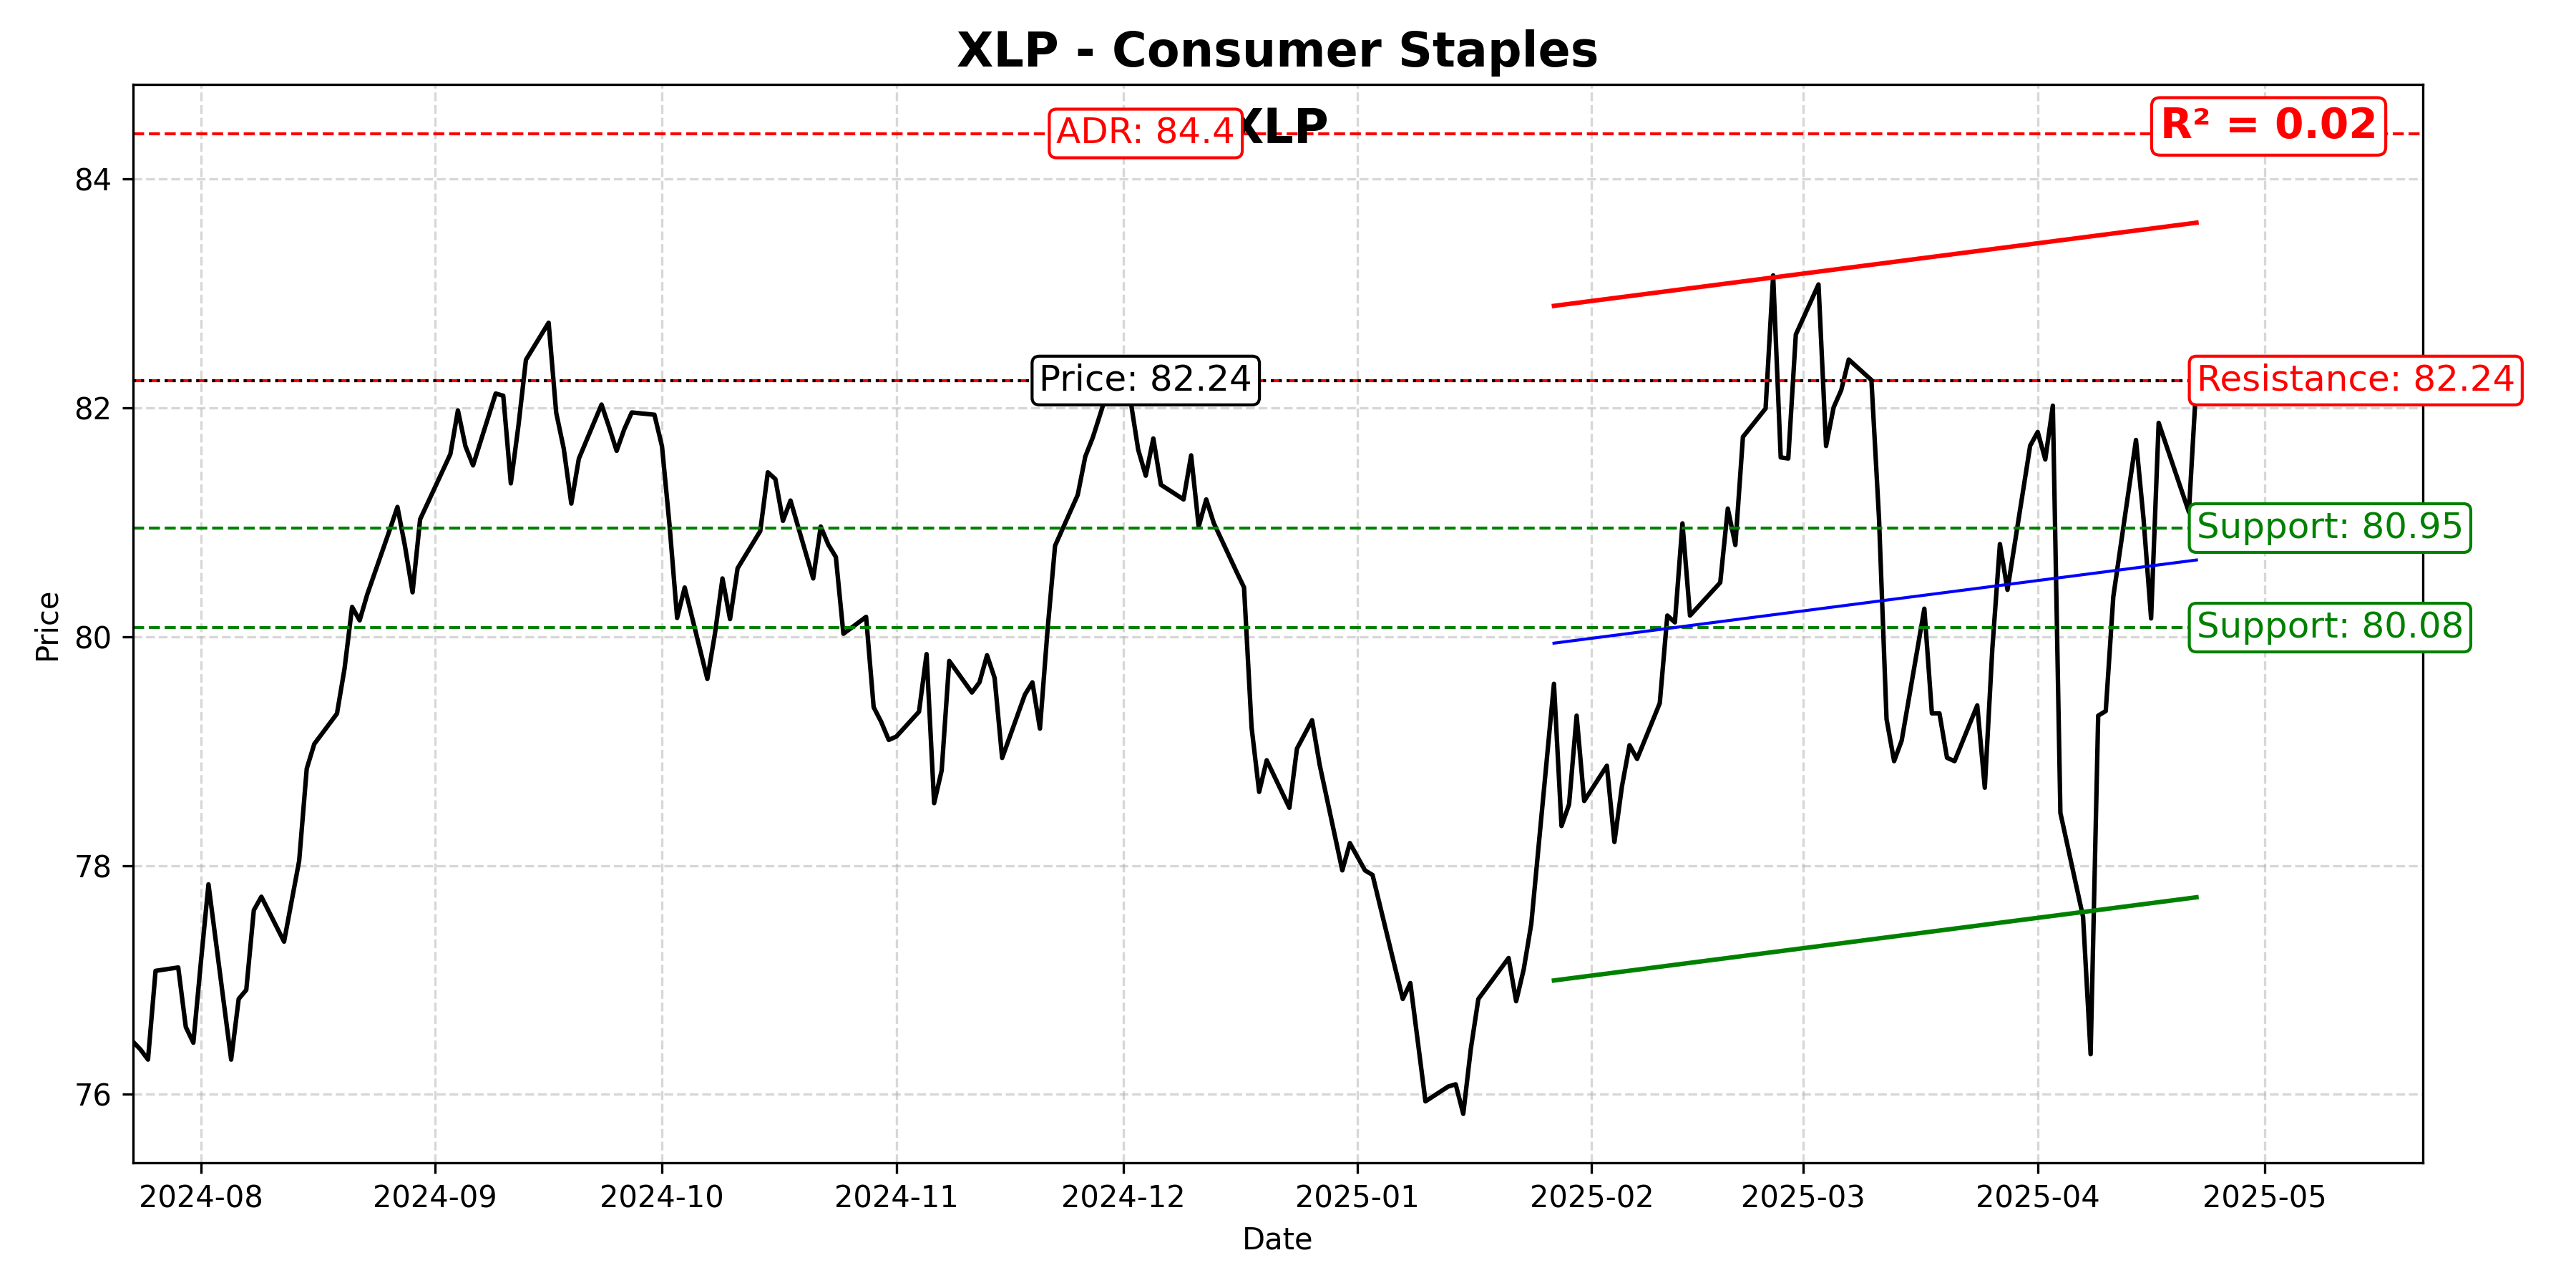 XLP - Consumer Staples
XLP
ADR: 84.4
R² = 0.02
84
Price: 82.24
Resistance: 82.24
82
Support: 80.95
Support: 80.08
80
78
76
Price
2024-08
2024-09
2024-10
2024-11
2024-12
2025-01
2025-02
2025-03
2025-04
2025-05
Date